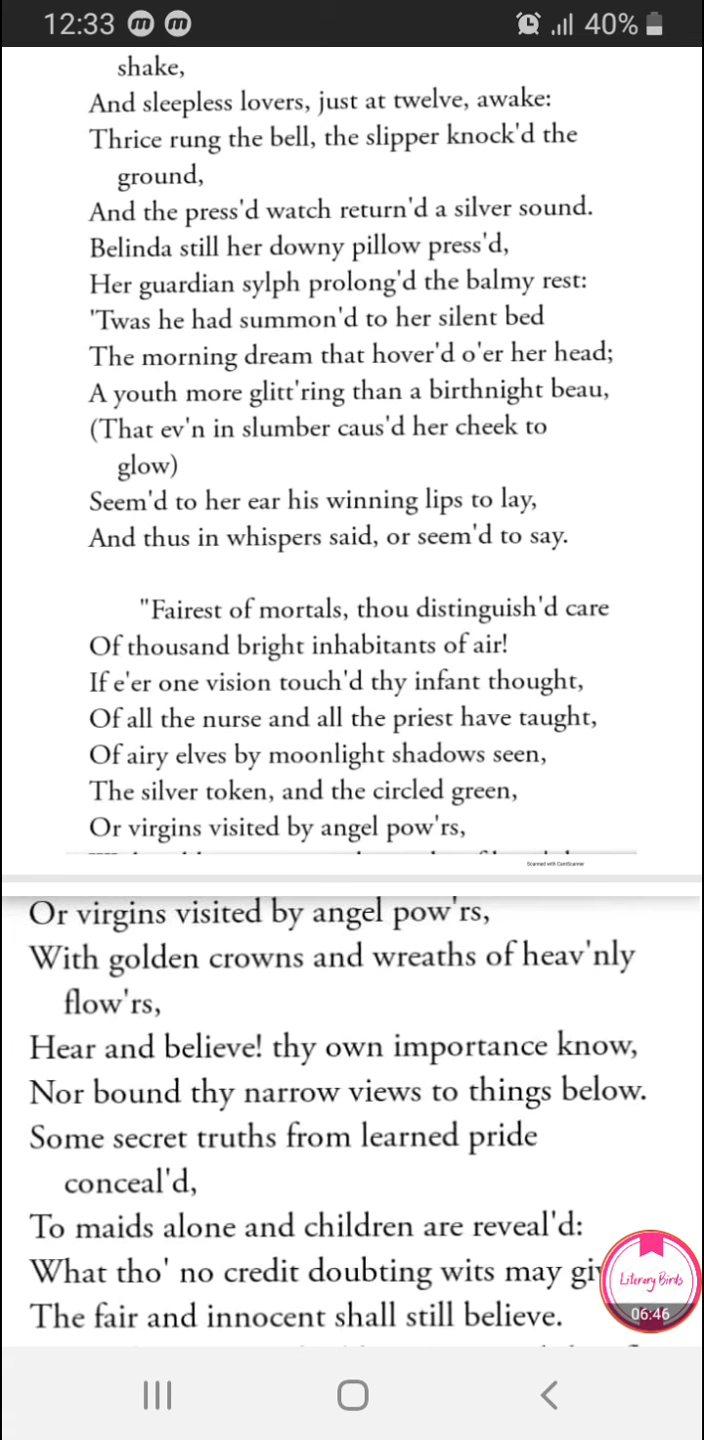 12:33 m m 40%
shake,
And sleepless lovers, just at twelve, awake:
Thrice rung the bell, the slipper knock'd the
ground,
And the press'd watch return'd a silver sound.
Belinda still her downy pillow press'd,
Her guardian sylph prolong'd the balmy rest:
'Twas he had summon'd to her silent bed
The morning dream that hover'd o'er her head;
A youth more glitt'ring than a birthnight beau,
(That ev'n in slumber caus'd her cheek to
glow)
Seem'd to her ear his winning lips to lay,
And thus in whispers said, or seem'd to say.
"Fairest of mortals, thou distinguish'd care
Of thousand bright inhabitants of air!
If e'er one vision touch'd thy infant thought,
Of all the nurse and all the priest have taught,
Of airy elves by moonlight shadows seen,
The silver token, and the circled green,
Or virgins visited by angel pow'rs,
Scanned with CamScanner
Or virgins visited by angel pow'rs,
With golden crowns and wreaths of heav'nly
flow'rs,
Hear and believe! thy own importance know,
Nor bound thy narrow views to things below.
Some secret truths from learned pride
conceal'd,
To maids alone and children are reveal'd:
What tho' no credit doubting wits may
The fair and innocent shall still believe.
Literary Birds
06:46